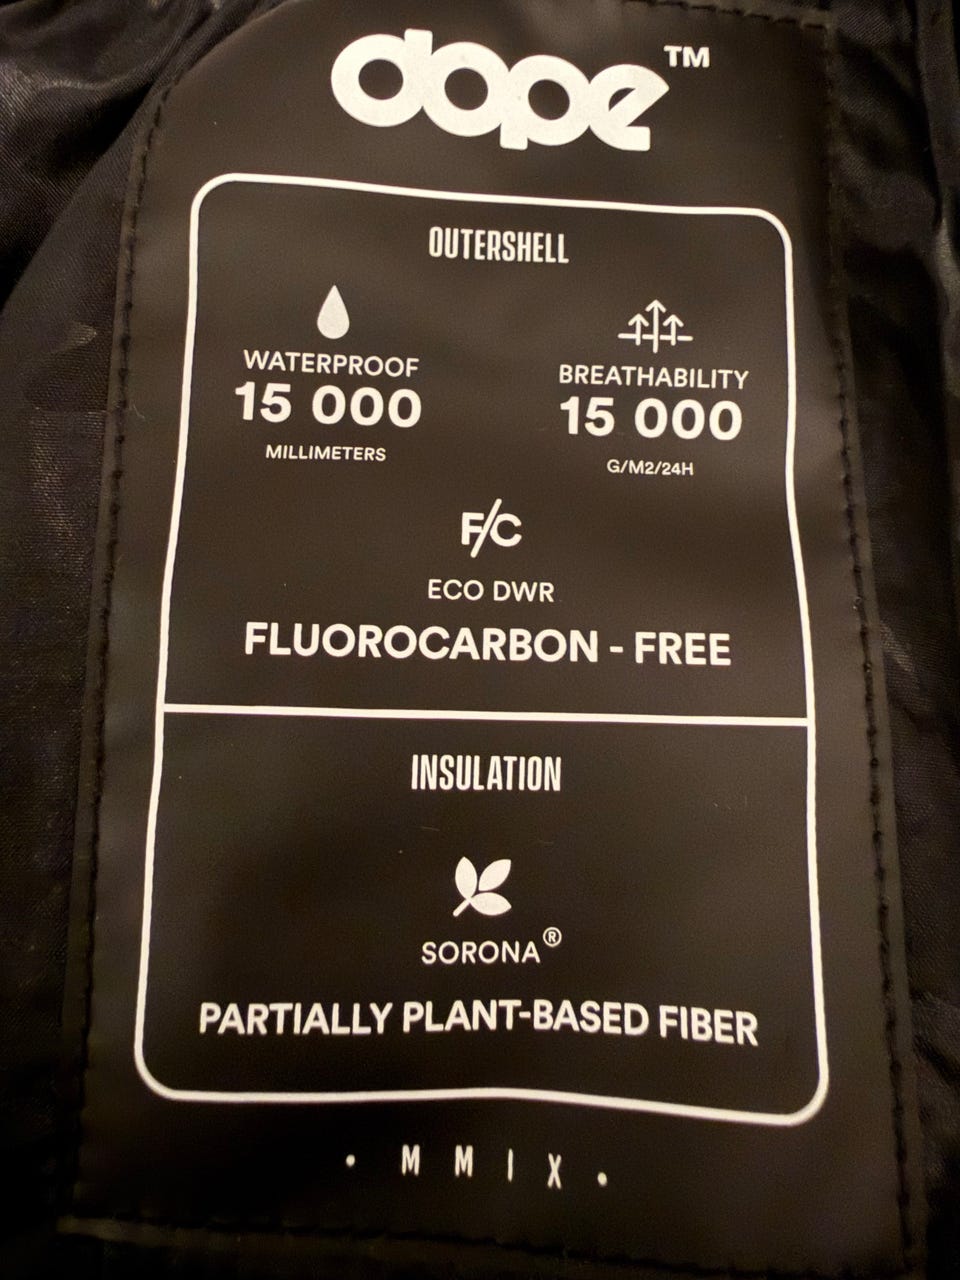 dope™
OUTERSHELL
WATERPROOF
15 000
MILLIMETERS
BREATHABILITY
15 000
G/M2/24H
F/C
ECO DWR
FLUOROCARBON - FREE
INSULATION
SORONA®
PARTIALLY PLANT-BASED FIBER
• M M I X •